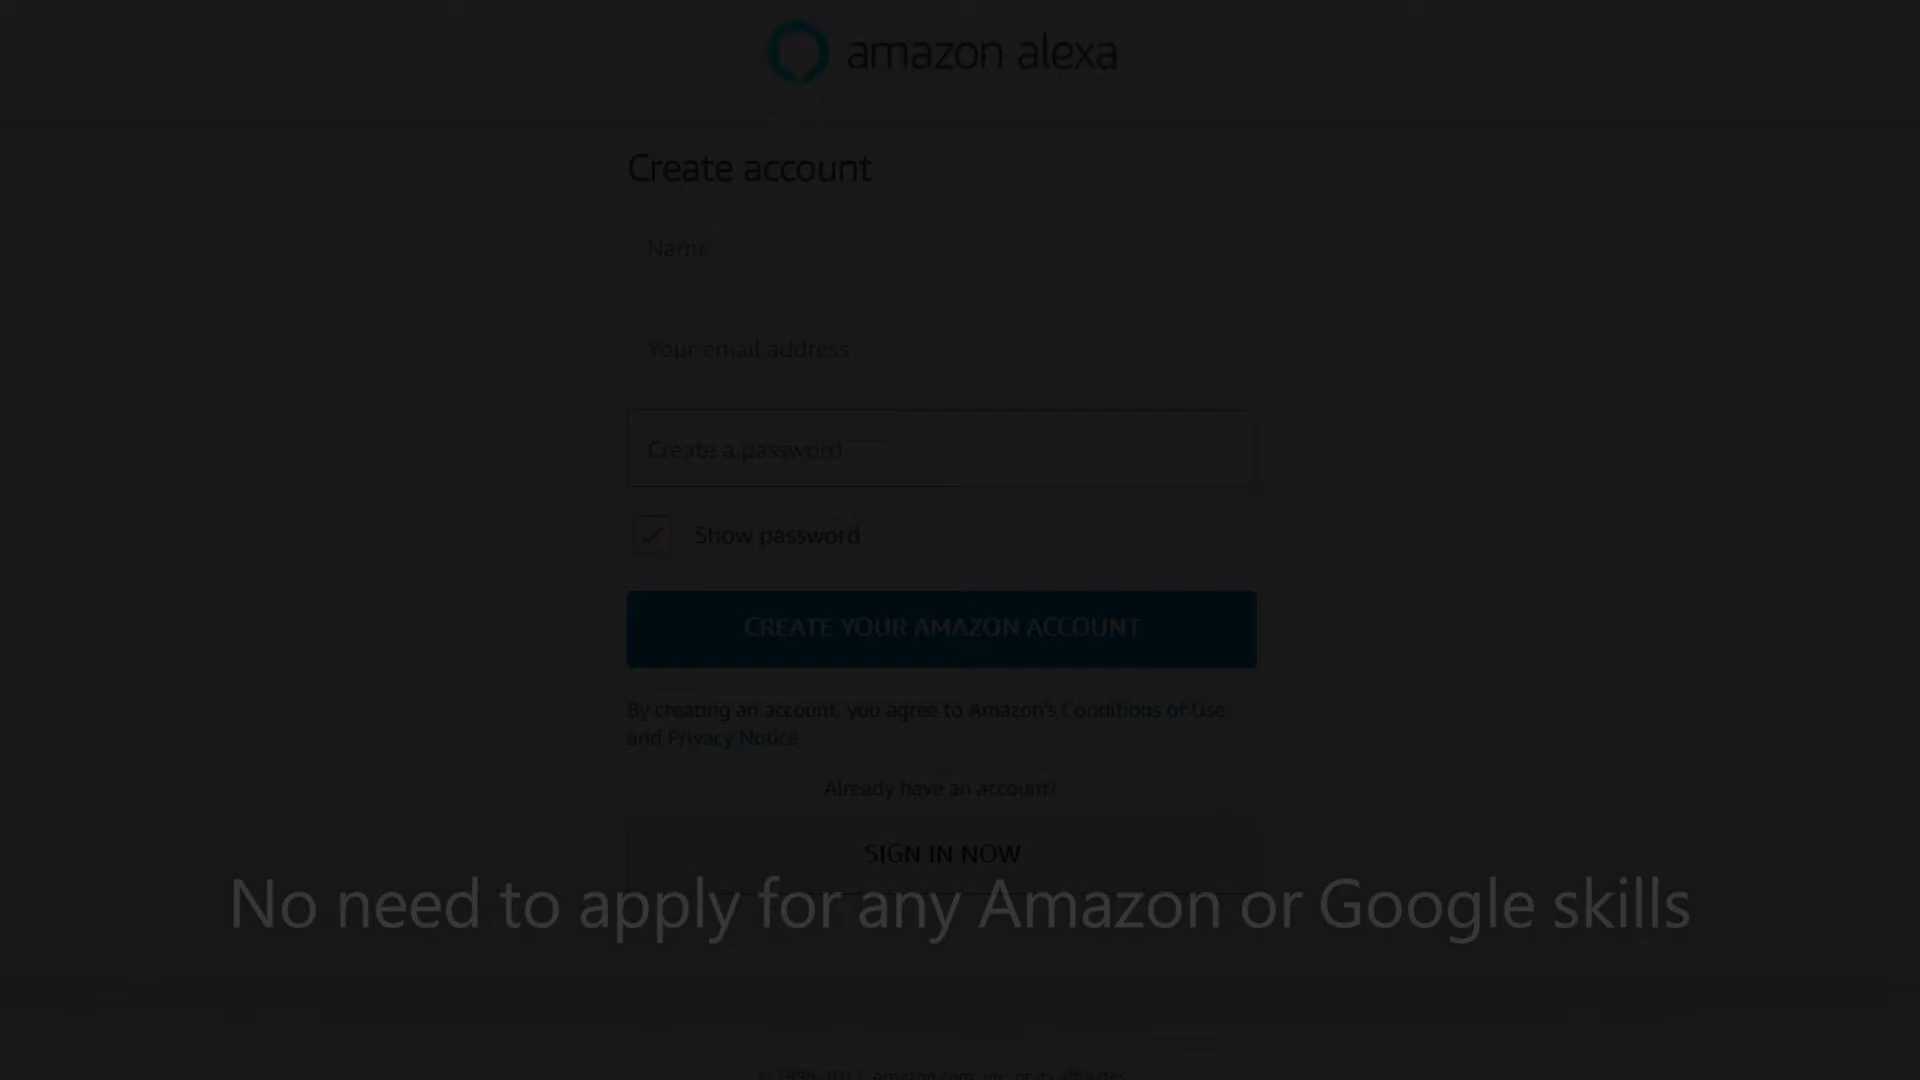 amazon alexa
Create account
Name
Your email address
Create a password
Show password
CREATE YOUR AMAZON ACCOUNT
By creating an account, you agree to Amazon's Conditions of Use
and Privacy Notice
Already have an account?
SIGN IN NOW
No need to apply for any Amazon or Google skills